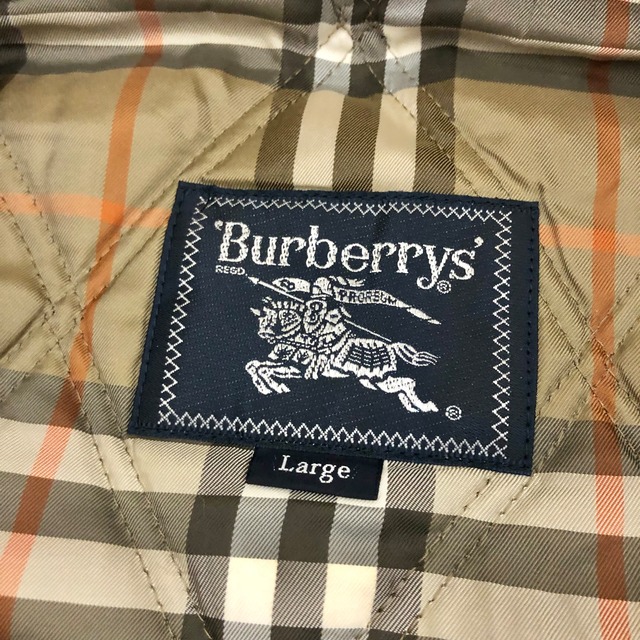 'Burberrys'
REGD. ®
PRORSUM
®
Large